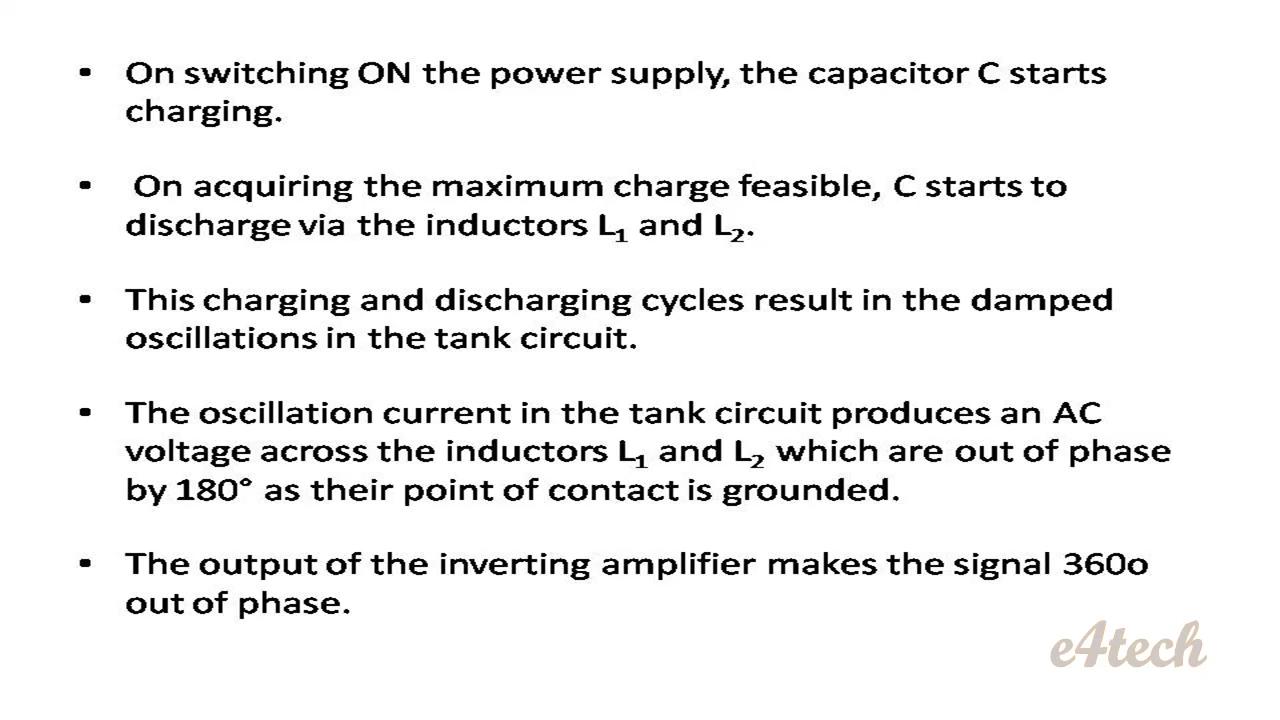 • On switching ON the power supply, the capacitor C starts
charging.
• On acquiring the maximum charge feasible, C starts to
discharge via the inductors L₁ and L₂.
• This charging and discharging cycles result in the damped
oscillations in the tank circuit.
• The oscillation current in the tank circuit produces an AC
voltage across the inductors L₁ and L₂ which are out of phase
by 180° as their point of contact is grounded.
• The output of the inverting amplifier makes the signal 360o
out of phase.
e4tech